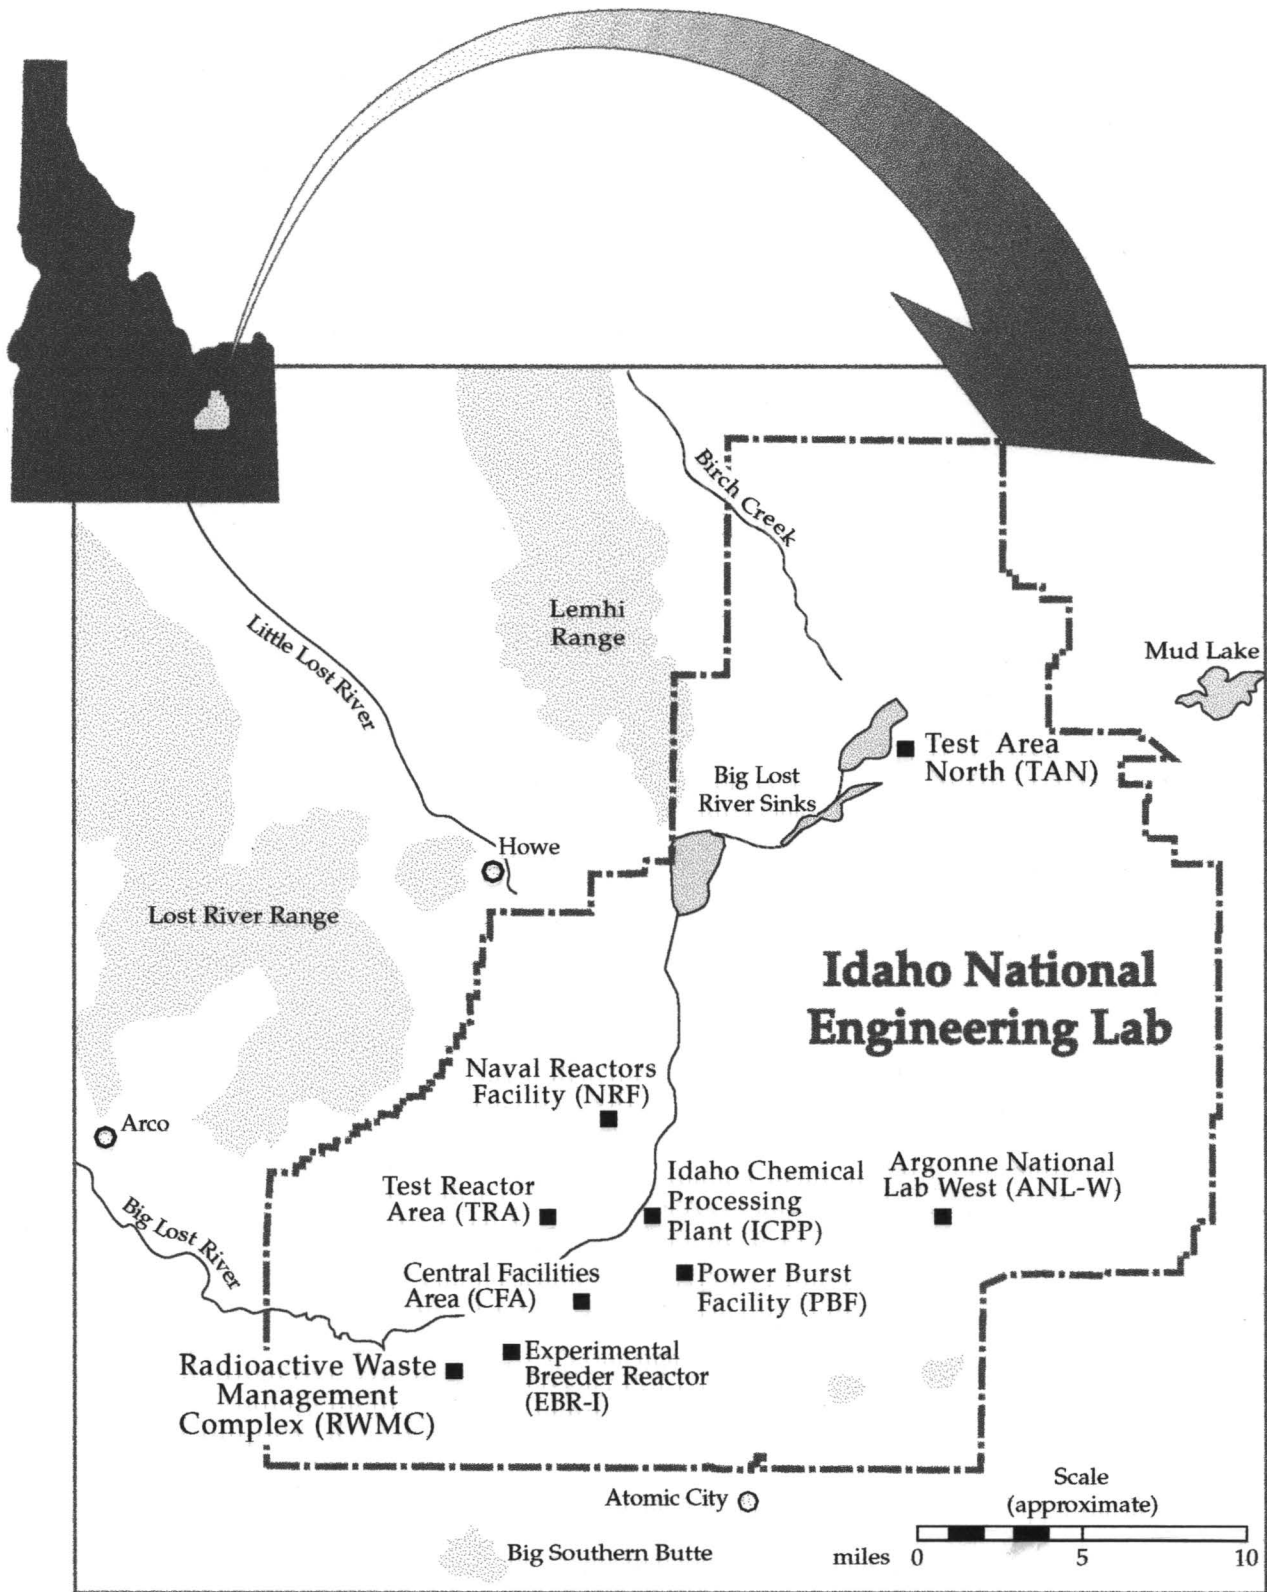 Birch Creek
Lemhi
Range
Little Lost River
Mud Lake
Test Area
North (TAN)
Big Lost
River Sinks
Howe
Lost River Range
Idaho National
Engineering Lab
Naval Reactors
Facility (NRF)
Arco
Idaho Chemical
Processing
Plant (ICPP)
Argonne National
Lab West (ANL-W)
Test Reactor
Area (TRA)
Big Lost River
Central Facilities
Area (CFA)
Power Burst
Facility (PBF)
Experimental
Breeder Reactor
(EBR-I)
Radioactive Waste
Management
Complex (RWMC)
Atomic City
Scale
(approximate)
Big Southern Butte
miles 0 5 10